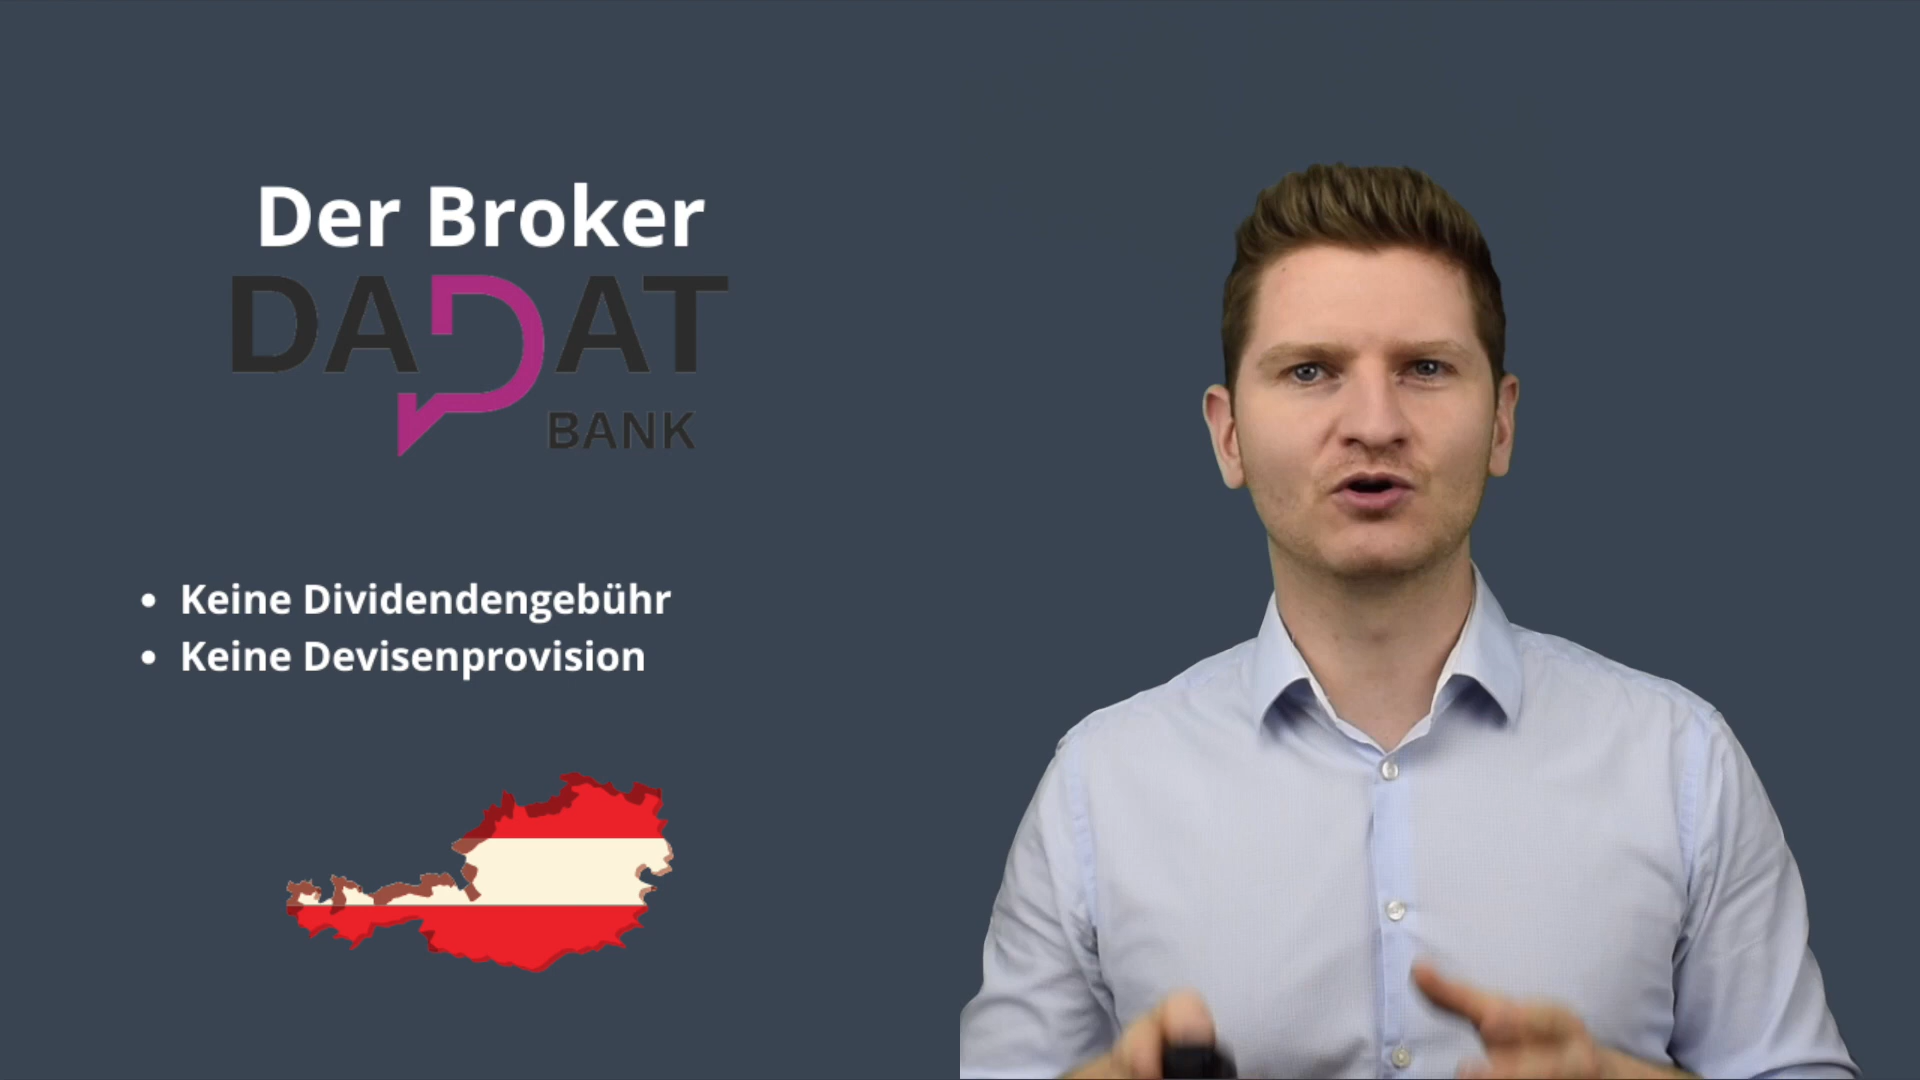 Der Broker
DADAT
BANK
• Keine Dividendengebühr
• Keine Devisenprovision